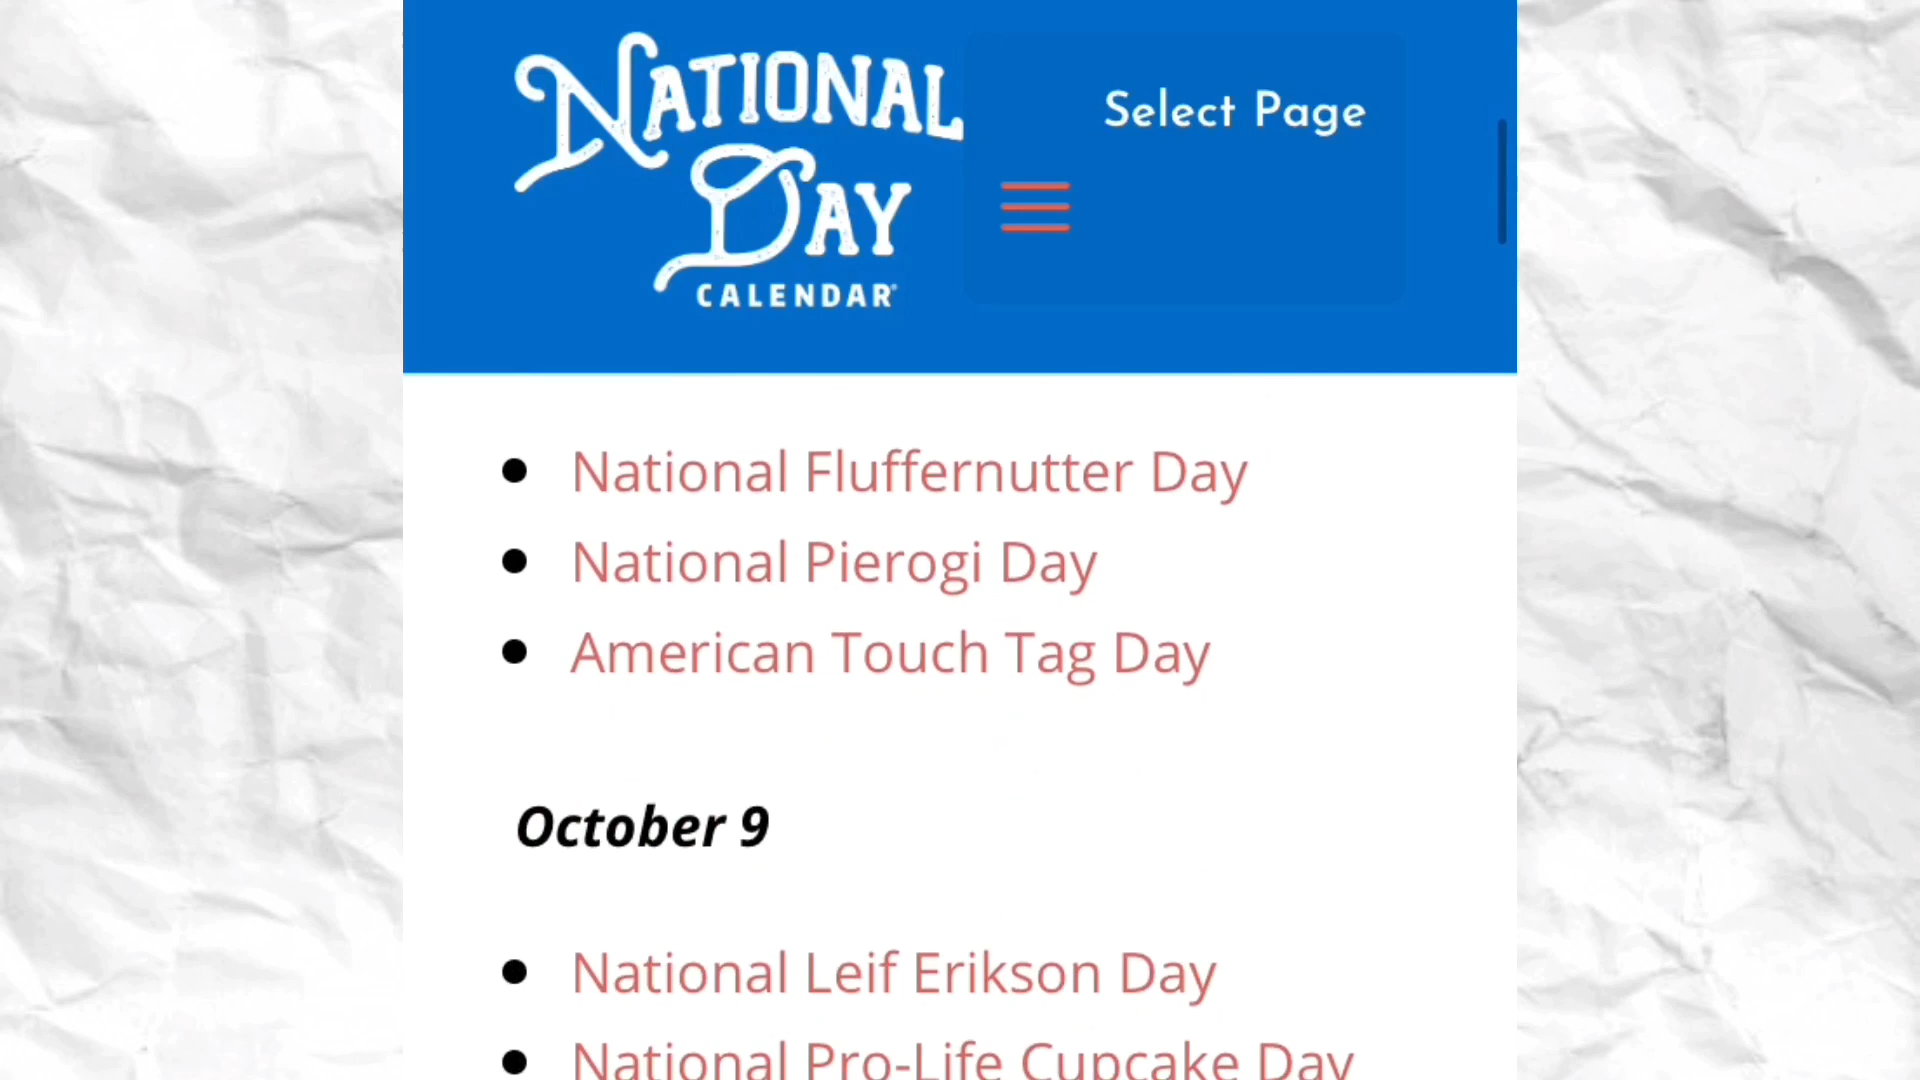 NATIONAL
DAY
CALENDAR
Select Page
National Fluffernutter Day
National Pierogi Day
American Touch Tag Day
October 9
National Leif Erikson Day
National Pro-Life Cupcake Day